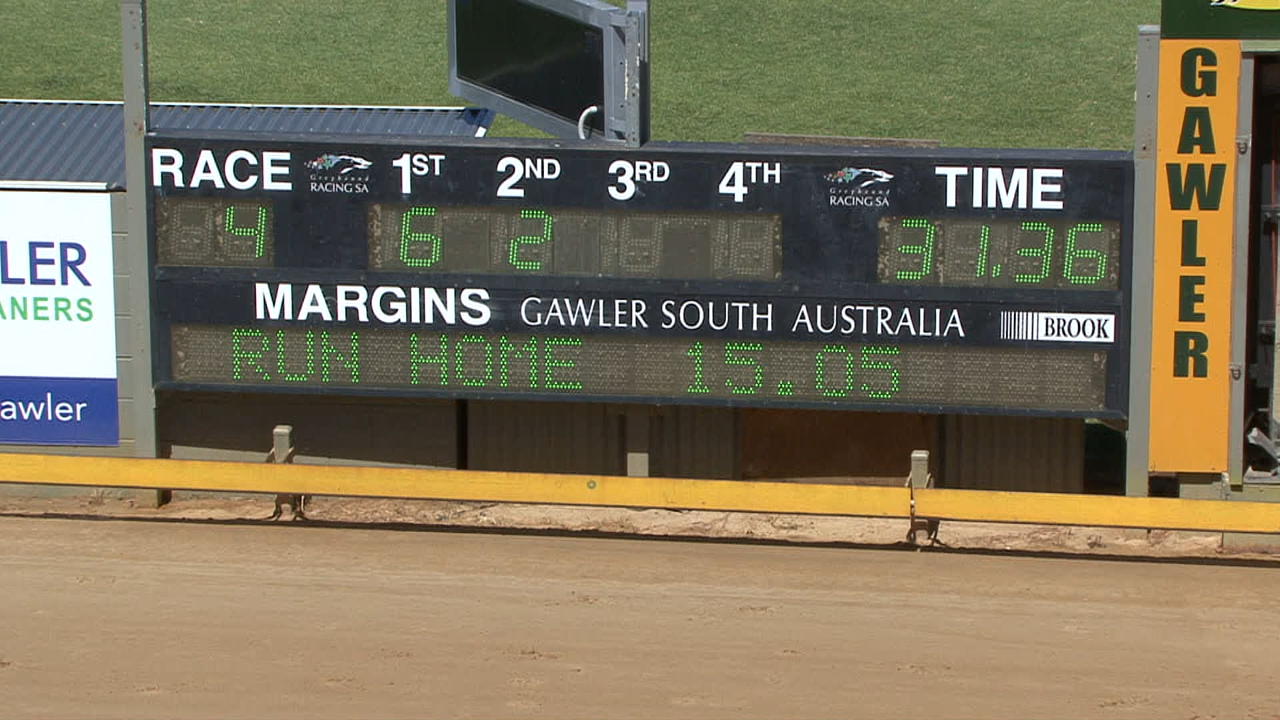 RACE Greyhound RACING SA 1ST 2ND 3RD 4TH Greyhound RACING SA TIME
4 6 2 31.36
MARGINS GAWLER SOUTH AUSTRALIA BROOK
RUN HOME 15.05
LER
ANERS
awler
GAWLER